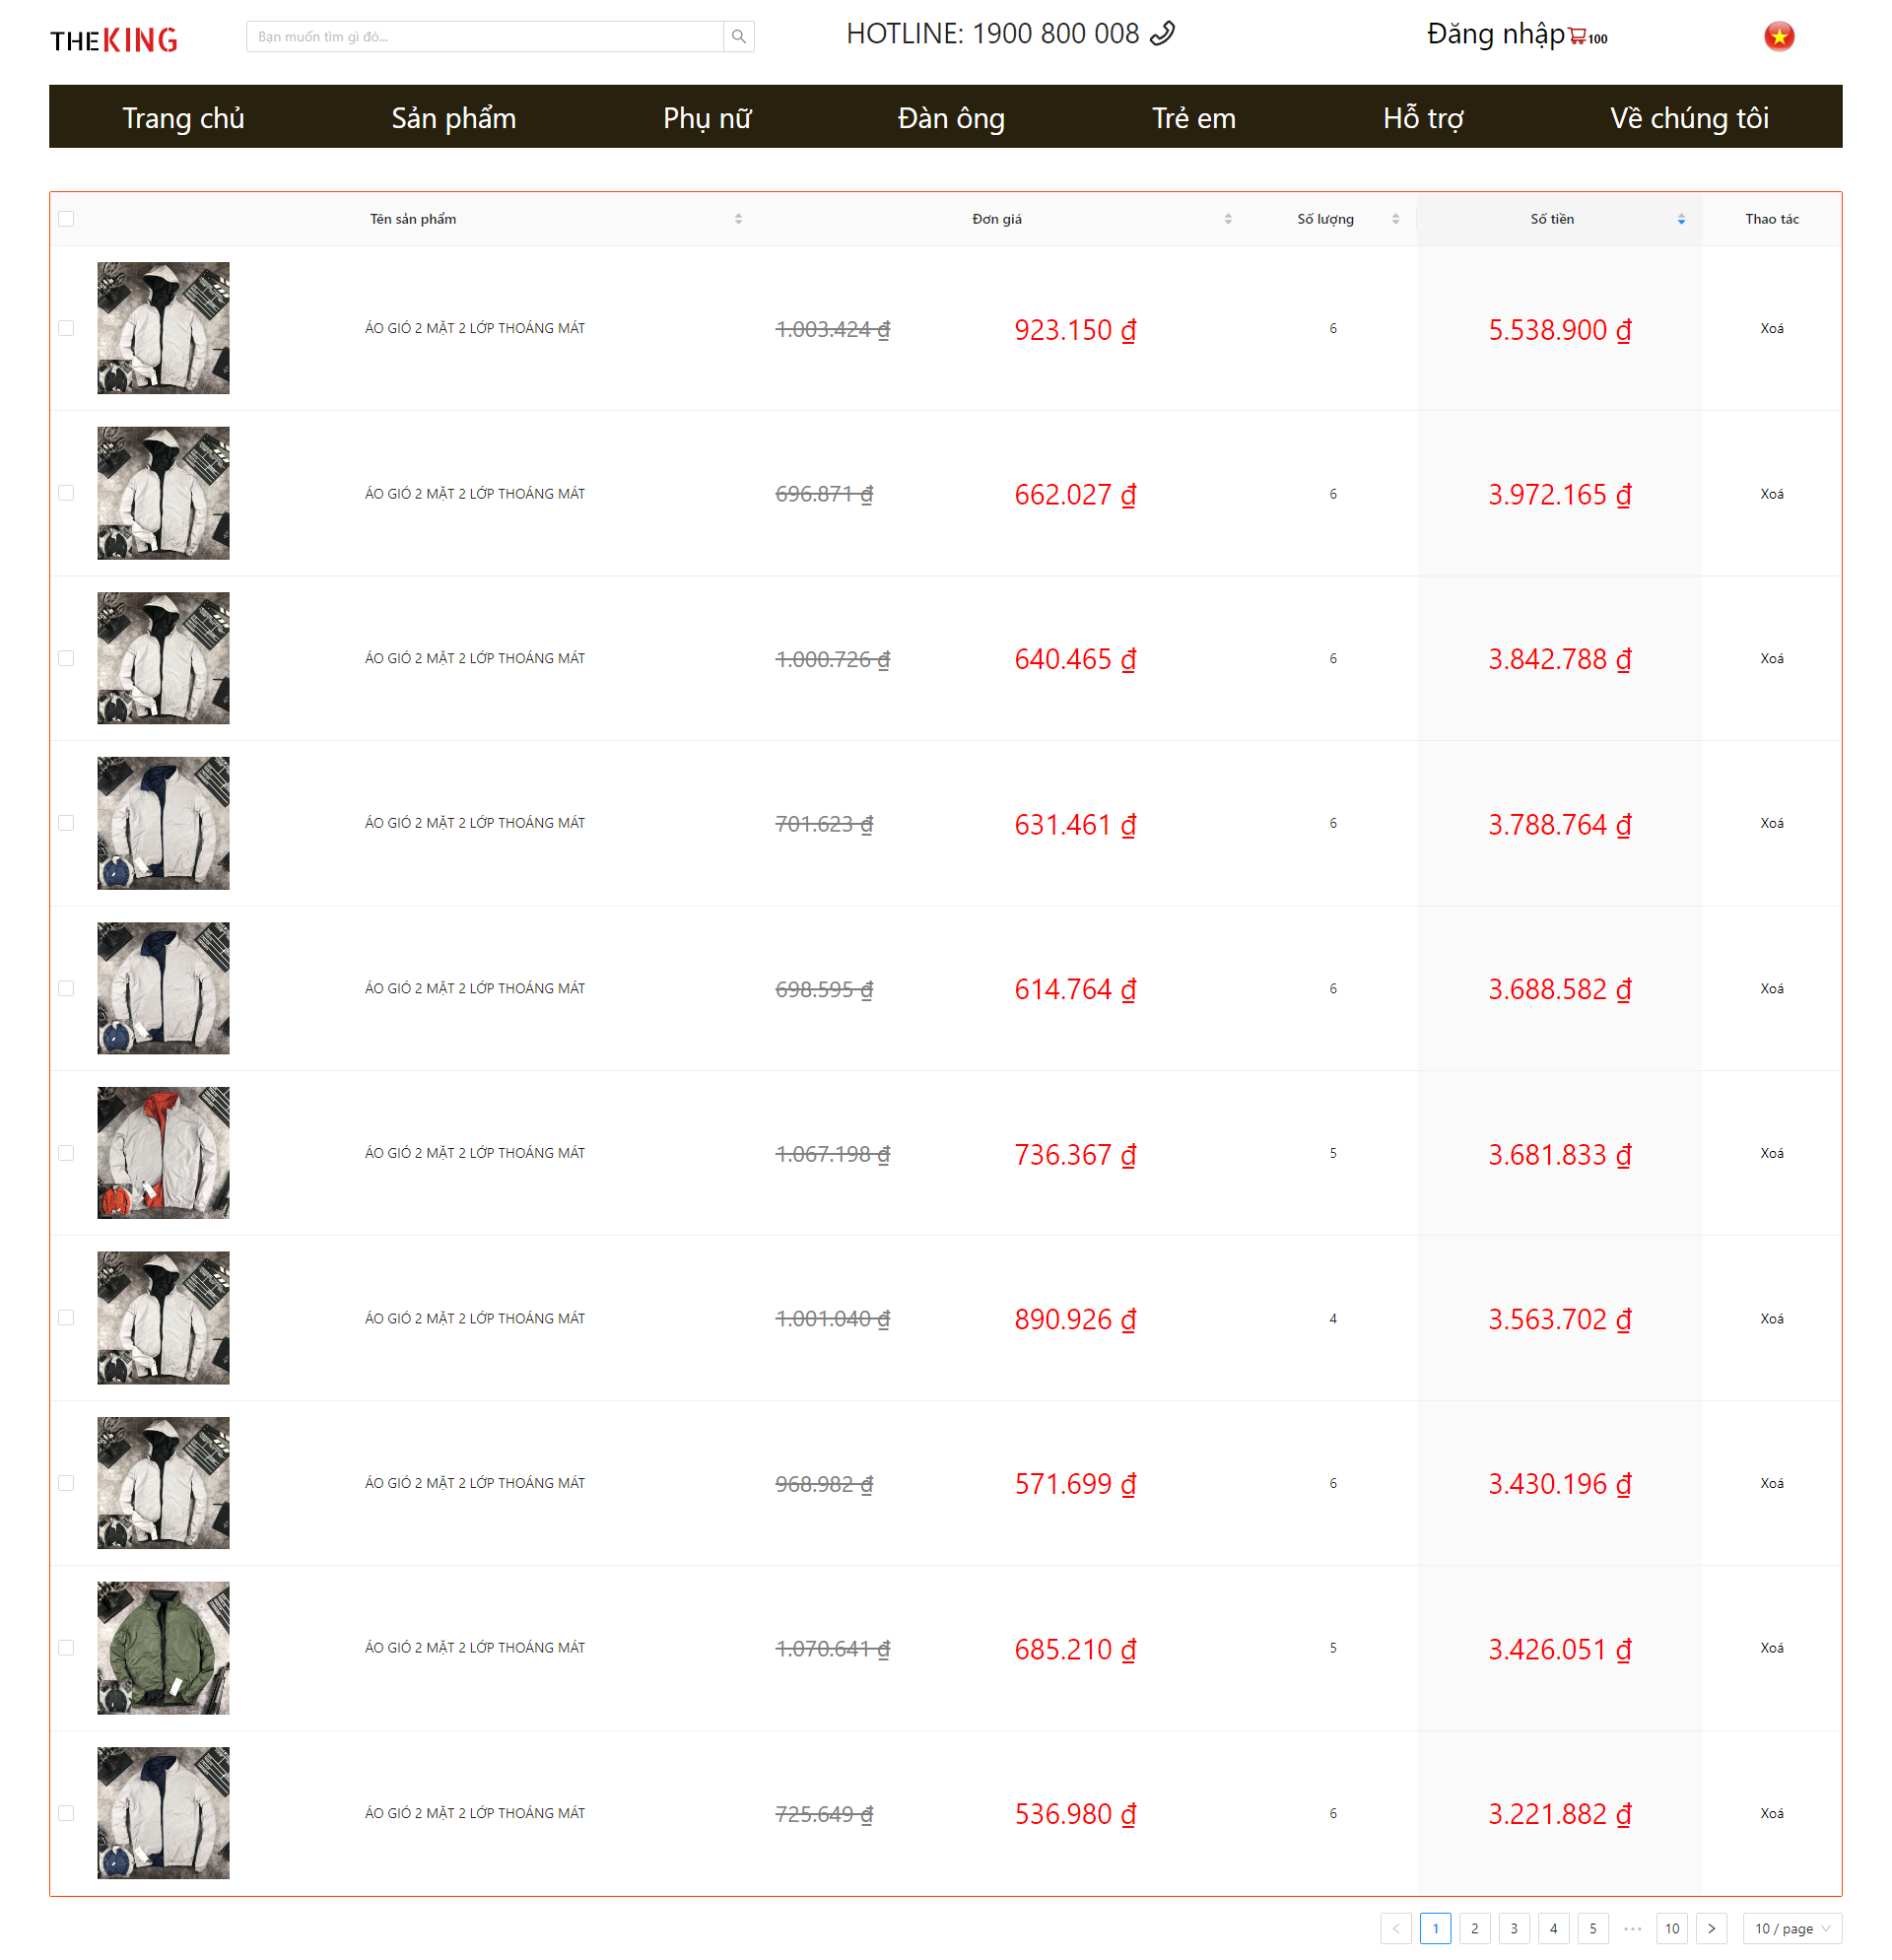 THEKING
Bạn muốn tìm gì đó...
HOTLINE: 1900 800 008
Đăng nhập 100
Trang chủ Sản phẩm Phụ nữ Đàn ông Trẻ em Hỗ trợ Về chúng tôi
Tên sản phẩm Đơn giá Số lượng Số tiền Thao tác
ÁO GIÓ 2 MẶT 2 LỚP THOÁNG MÁT 1.003.424 ₫ 923.150 ₫ 6 5.538.900 ₫ Xoá
ÁO GIÓ 2 MẶT 2 LỚP THOÁNG MÁT 696.871 ₫ 662.027 ₫ 6 3.972.165 ₫ Xoá
ÁO GIÓ 2 MẶT 2 LỚP THOÁNG MÁT 1.000.726 ₫ 640.465 ₫ 6 3.842.788 ₫ Xoá
ÁO GIÓ 2 MẶT 2 LỚP THOÁNG MÁT 701.623 ₫ 631.461 ₫ 6 3.788.764 ₫ Xoá
ÁO GIÓ 2 MẶT 2 LỚP THOÁNG MÁT 698.595 ₫ 614.764 ₫ 6 3.688.582 ₫ Xoá
ÁO GIÓ 2 MẶT 2 LỚP THOÁNG MÁT 1.067.198 ₫ 736.367 ₫ 5 3.681.833 ₫ Xoá
ÁO GIÓ 2 MẶT 2 LỚP THOÁNG MÁT 1.001.040 ₫ 890.926 ₫ 4 3.563.702 ₫ Xoá
ÁO GIÓ 2 MẶT 2 LỚP THOÁNG MÁT 968.982 ₫ 571.699 ₫ 6 3.430.196 ₫ Xoá
ÁO GIÓ 2 MẶT 2 LỚP THOÁNG MÁT 1.070.641 ₫ 685.210 ₫ 5 3.426.051 ₫ Xoá
ÁO GIÓ 2 MẶT 2 LỚP THOÁNG MÁT 725.649 ₫ 536.980 ₫ 6 3.221.882 ₫ Xoá
< 1 2 3 4 5 ••• 10 > 10 / page